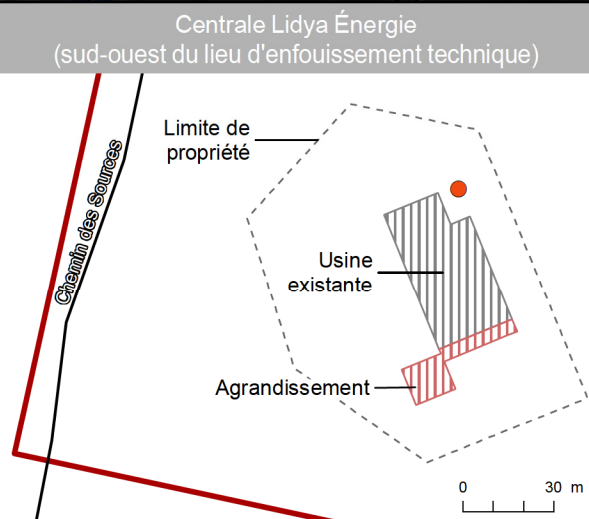 Centrale Lidya Énergie
(sud-ouest du lieu d'enfouissement technique)
Limite de
propriété
Chemin des Sources
Usine
existante
Agrandissement
0 30 m